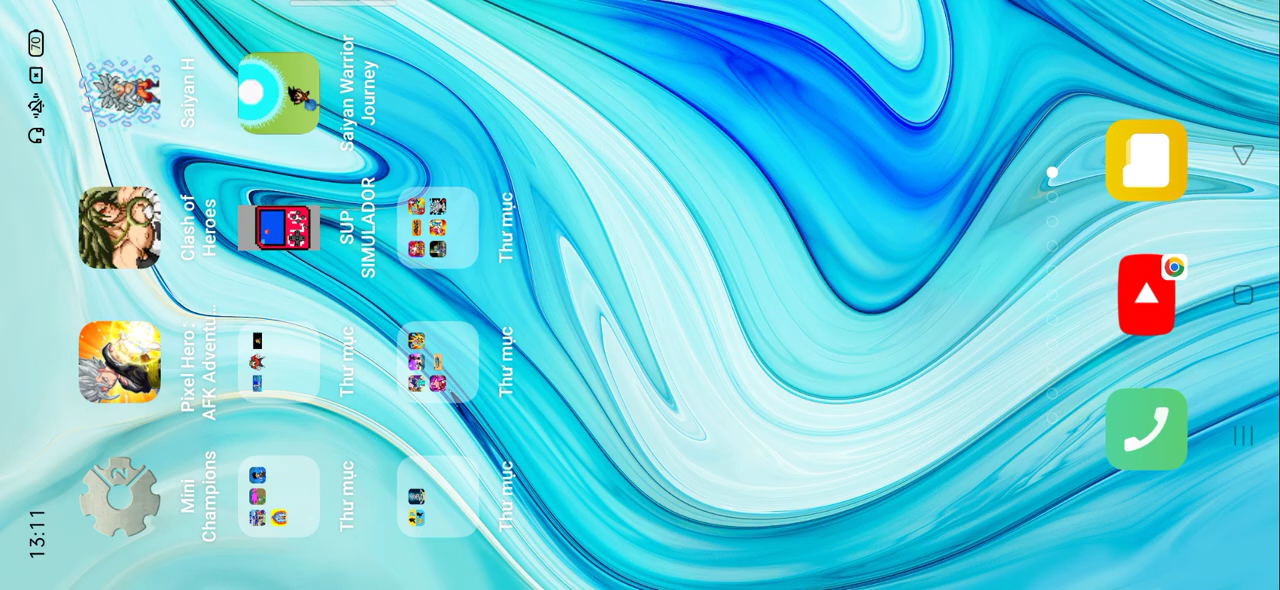 13:11
70
Mini
Champions
Pixel Hero:
AFK Adventu...
Clash of
Heroes
Saiyan H
Thư mục
Thư mục
SUP
SIMULADOR
Saiyan Warrior
Journey
Thư mục
Thư mục
Thư mục